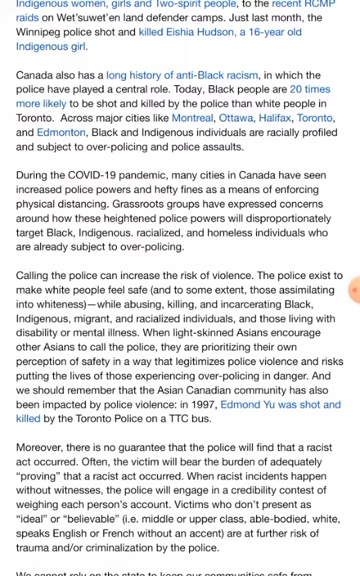 Indigenous women, girls and Two-spirit people, to the recent RCMP
raids on Wet'suwet'en land defender camps. Just last month, the
Winnipeg police shot and killed Eishia Hudson, a 16-year old
Indigenous girl.
Canada also has a long history of anti-Black racism, in which the
police have played a central role. Today, Black people are 20 times
more likely to be shot and killed by the police than white people in
Toronto. Across major cities like Montreal, Ottawa, Halifax, Toronto,
and Edmonton, Black and Indigenous individuals are racially profiled
and subject to over-policing and police assaults.
During the COVID-19 pandemic, many cities in Canada have seen
increased police powers and hefty fines as a means of enforcing
physical distancing. Grassroots groups have expressed concerns
around how these heightened police powers will disproportionately
target Black, Indigenous. racialized, and homeless individuals who
are already subject to over-policing.
Calling the police can increase the risk of violence. The police exist to
make white people feel safe (and to some extent, those assimilating
into whiteness)—while abusing, killing, and incarcerating Black,
Indigenous, migrant, and racialized individuals, and those living with
disability or mental illness. When light-skinned Asians encourage
other Asians to call the police, they are prioritizing their own
perception of safety in a way that legitimizes police violence and risks
putting the lives of those experiencing over-policing in danger. And
we should remember that the Asian Canadian community has also
been impacted by police violence: in 1997, Edmond Yu was shot and
killed by the Toronto Police on a TTC bus.
Moreover, there is no guarantee that the police will find that a racist
act occurred. Often, the victim will bear the burden of adequately
“proving” that a racist act occurred. When racist incidents happen
without witnesses, the police will engage in a credibility contest of
weighing each person's account. Victims who don't present as
“ideal” or “believable” (i.e. middle or upper class, able-bodied, white,
speaks English or French without an accent) are at further risk of
trauma and/or criminalization by the police.
We cannot rely on the state to keep our communities safe from